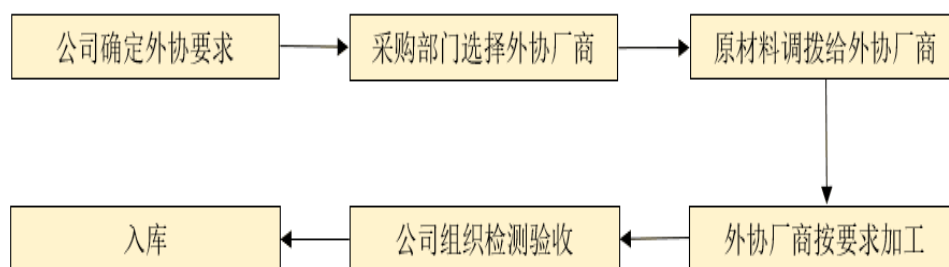 公司确定外协要求
采购部门选择外协厂商
原材料调拨给外协厂商
外协厂商按要求加工
公司组织检测验收
入库